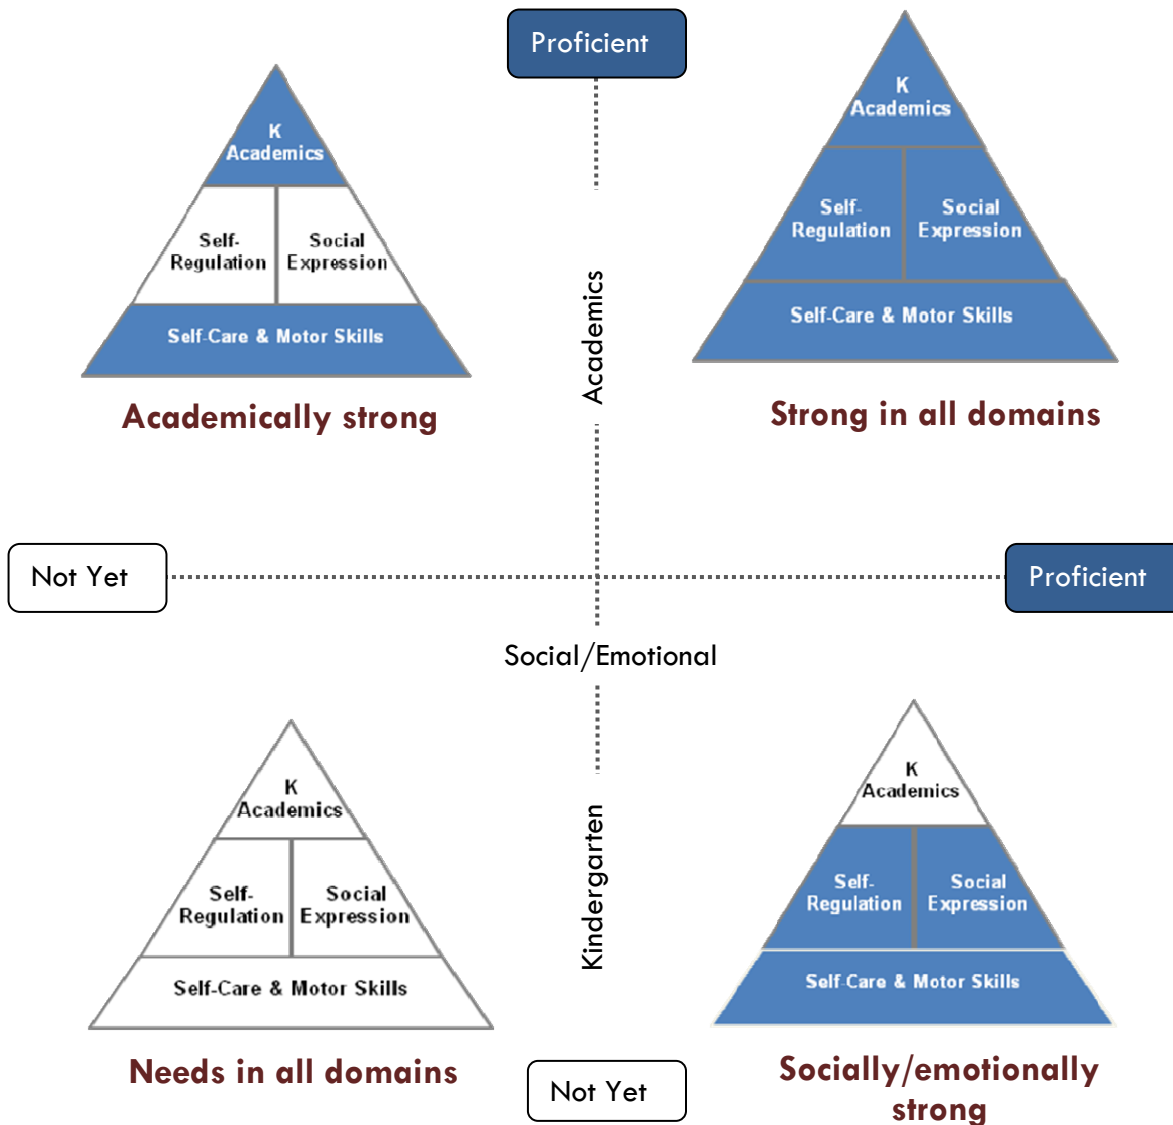 Proficient
K
Academics
Self-
Regulation
Social
Expression
Self-Care & Motor Skills
Academically strong
K
Academics
Self-
Regulation
Social
Expression
Self-Care & Motor Skills
Strong in all domains
Academics
Not Yet
Proficient
Social/Emotional
K
Academics
Self-
Regulation
Social
Expression
Self-Care & Motor Skills
Needs in all domains
Kindergarten
K
Academics
Self-
Regulation
Social
Expression
Self-Care & Motor Skills
Socially/emotionally
strong
Not Yet